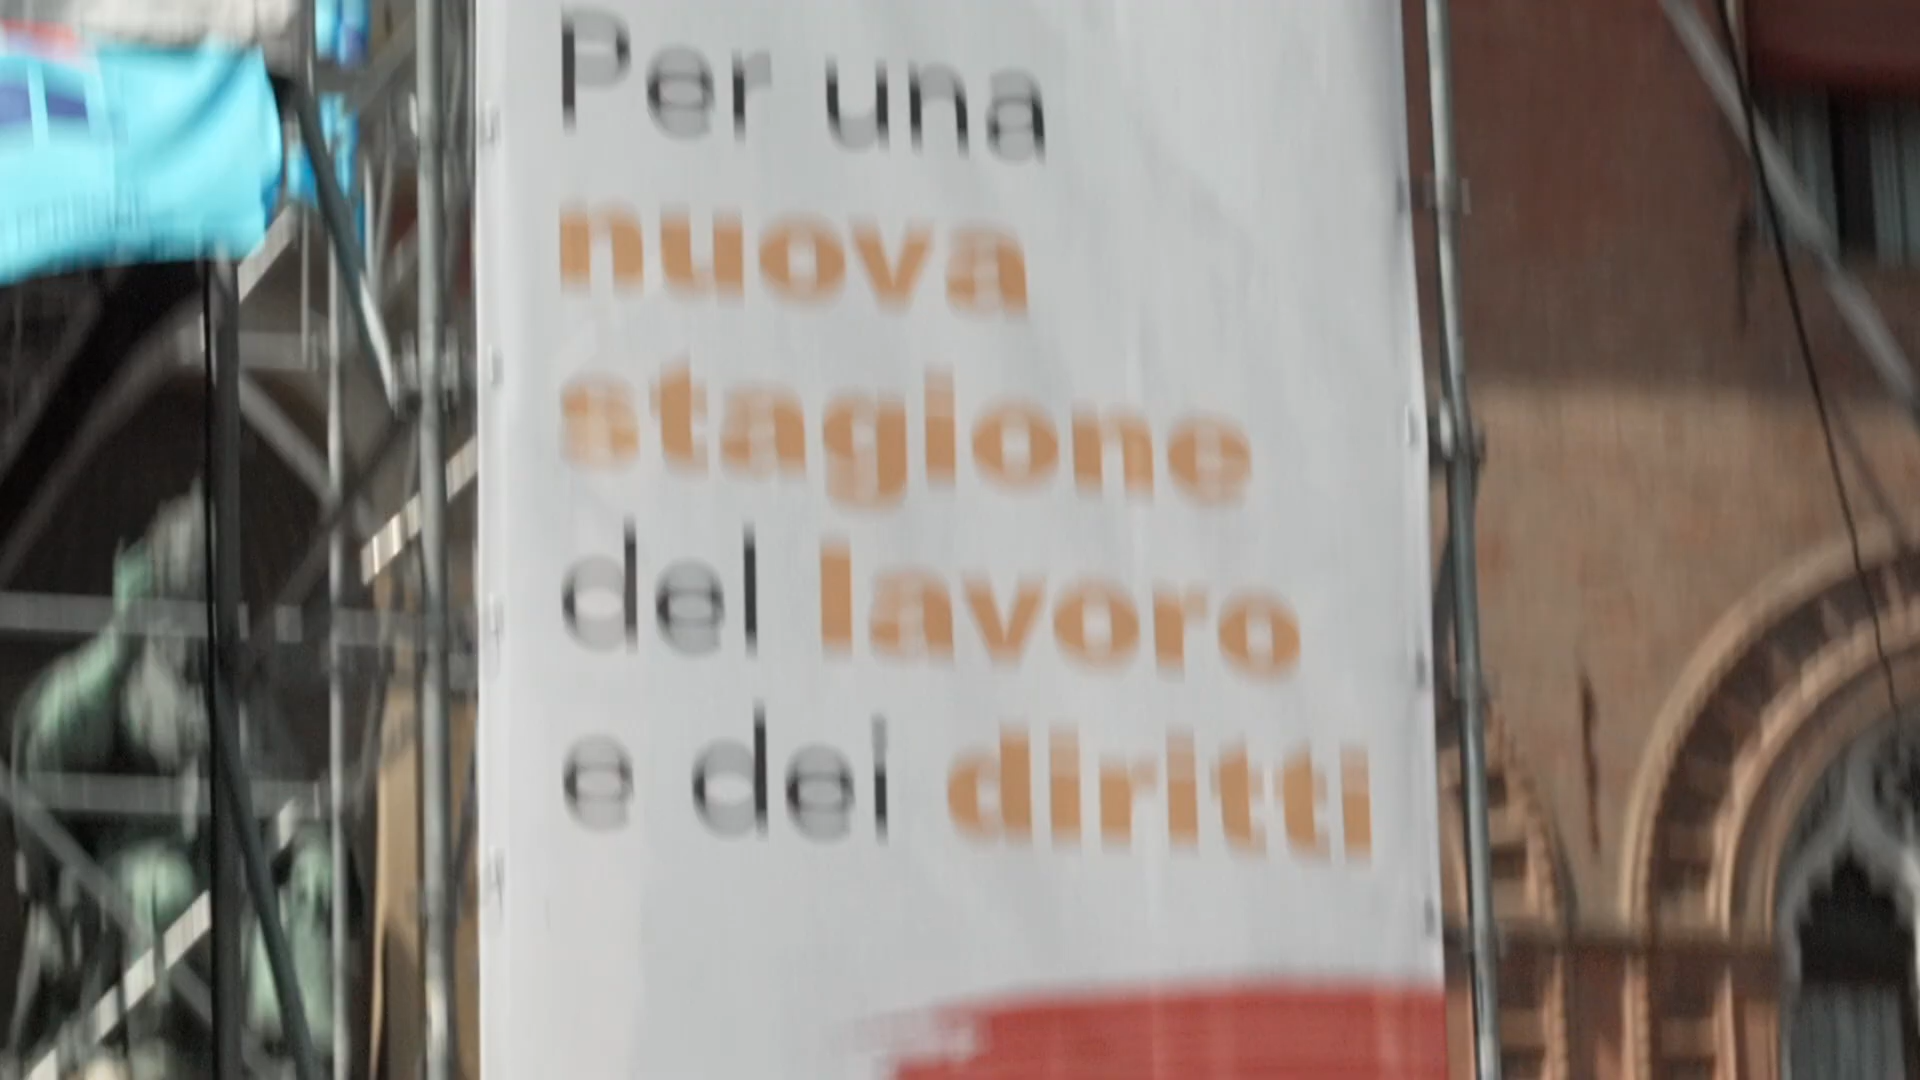 Per una
nuova
stagione
del lavoro
e dei diritti